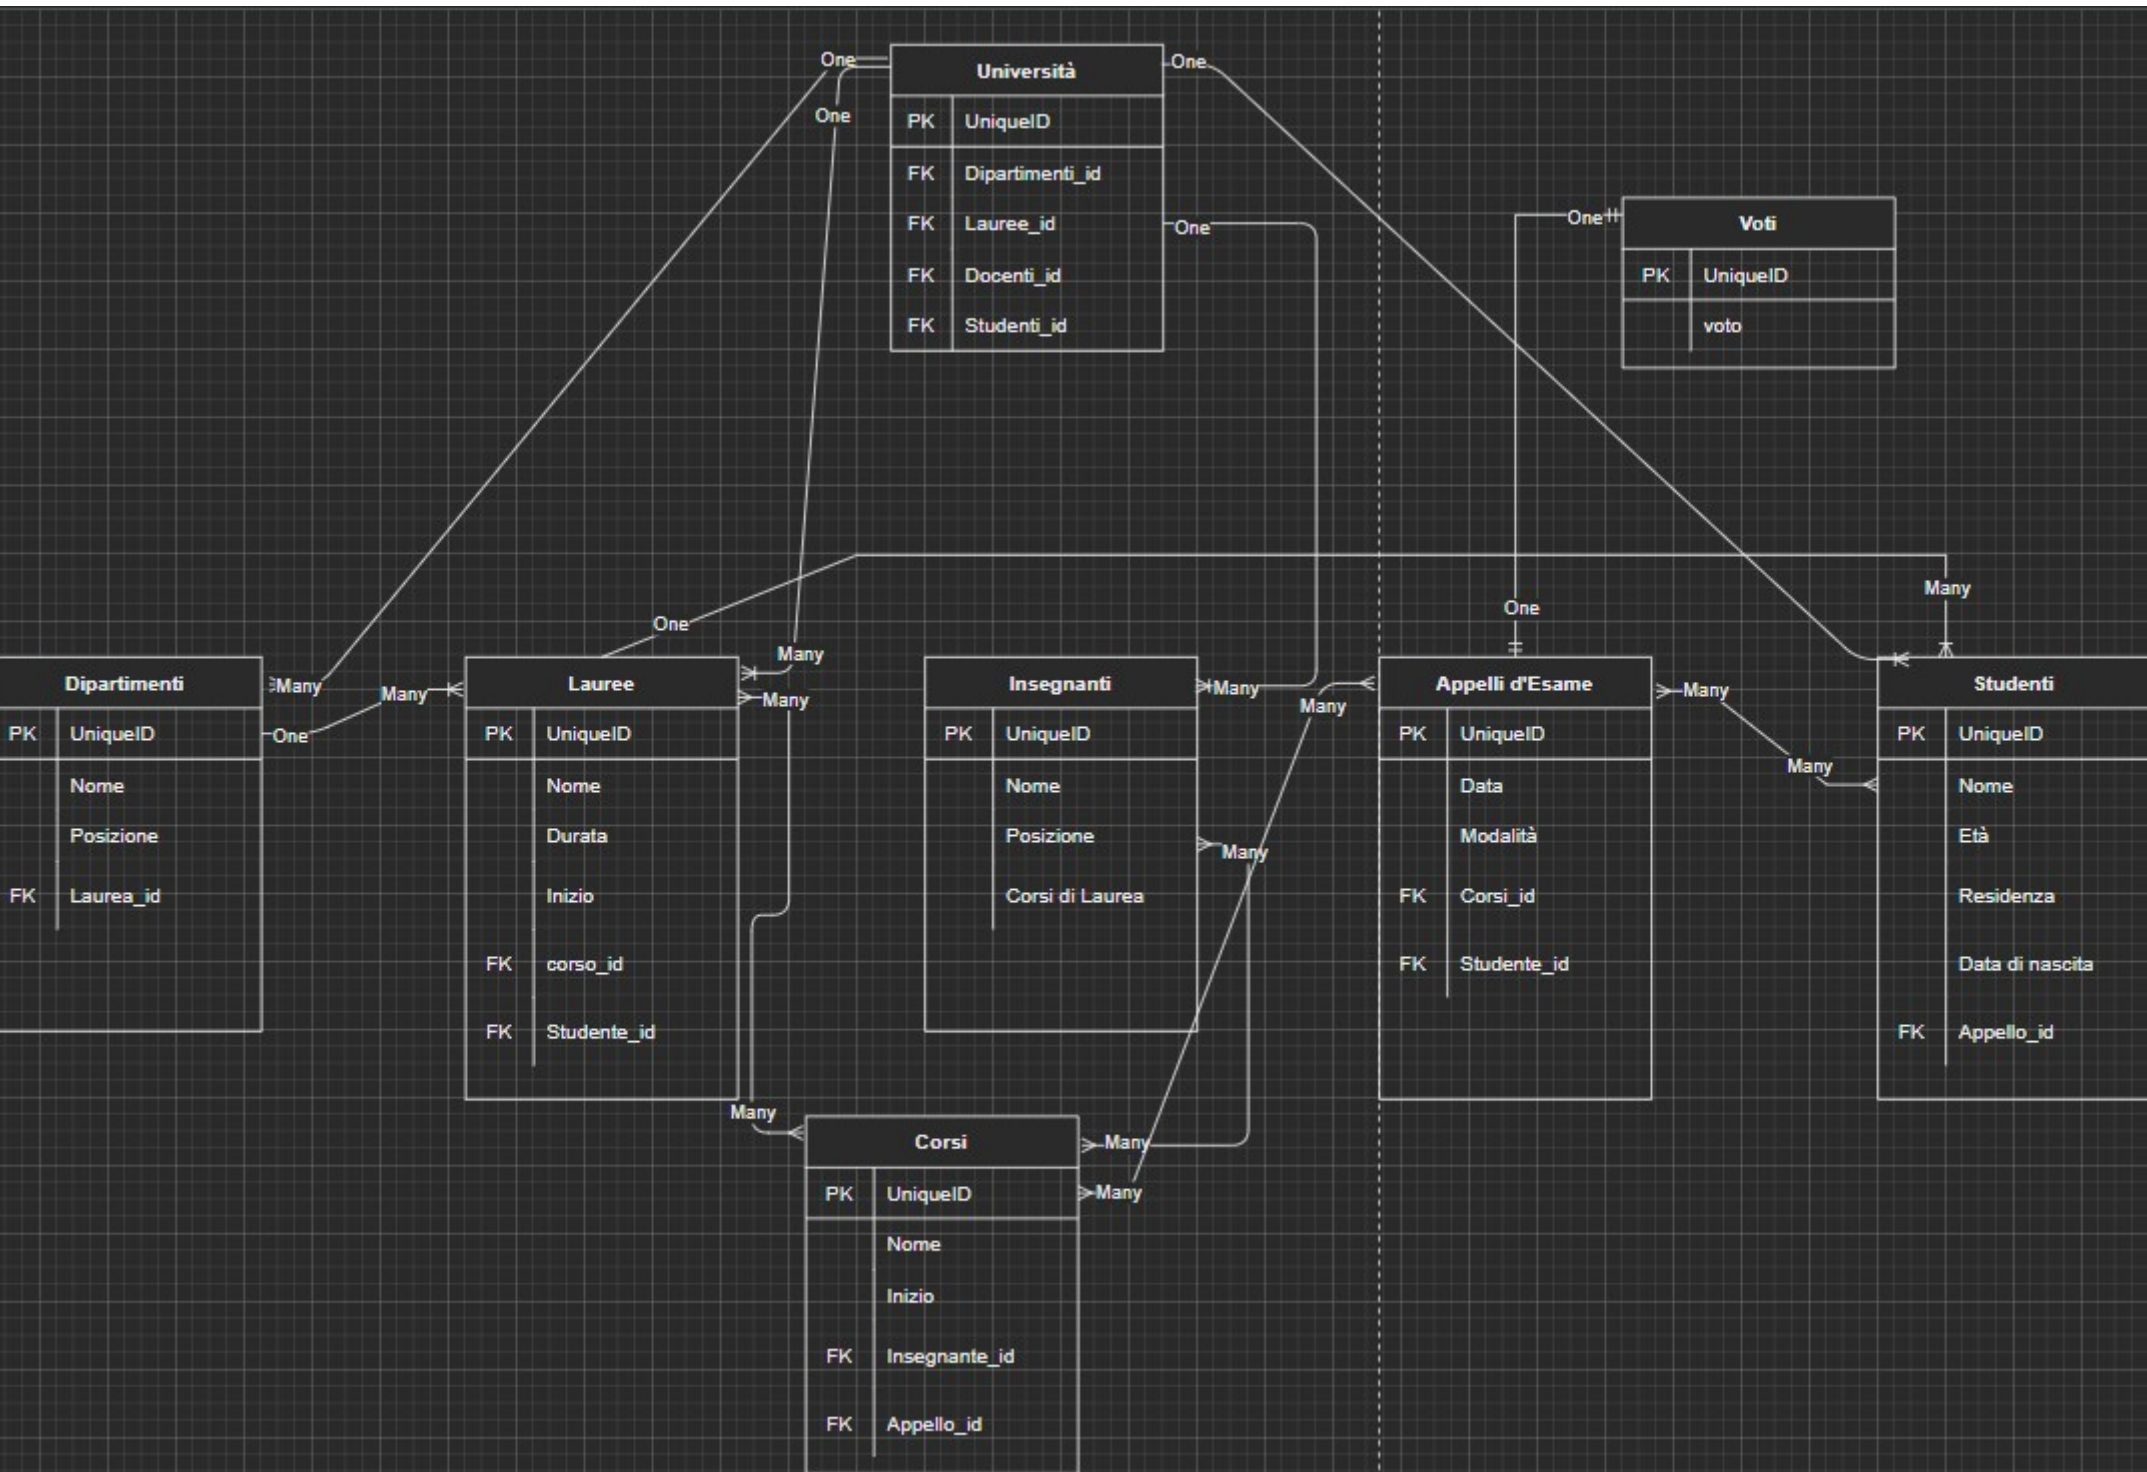 One
Università
One
One
PK UniqueID
FK Dipartimenti_id
FK Lauree_id
One
FK Docenti_id
FK Studenti_id
One
Voti
PK UniqueID
voto
One
Many
One
Many
Many
Dipartimenti
PK UniqueID
Nome
Posizione
FK Laurea_id
One
Many
Lauree
PK UniqueID
Nome
Durata
Inizio
FK corso_id
FK Studente_id
Many
Insegnanti
PK UniqueID
Nome
Posizione
Corsi di Laurea
Many
Many
Many
Appelli d'Esame
PK UniqueID
Data
Modalità
FK Corsi_id
FK Studente_id
Many
Many
Studenti
PK UniqueID
Nome
Età
Residenza
Data di nascita
FK Appello_id
Many
Corsi
Many
PK UniqueID
Many
Nome
Inizio
FK Insegnante_id
FK Appello_id